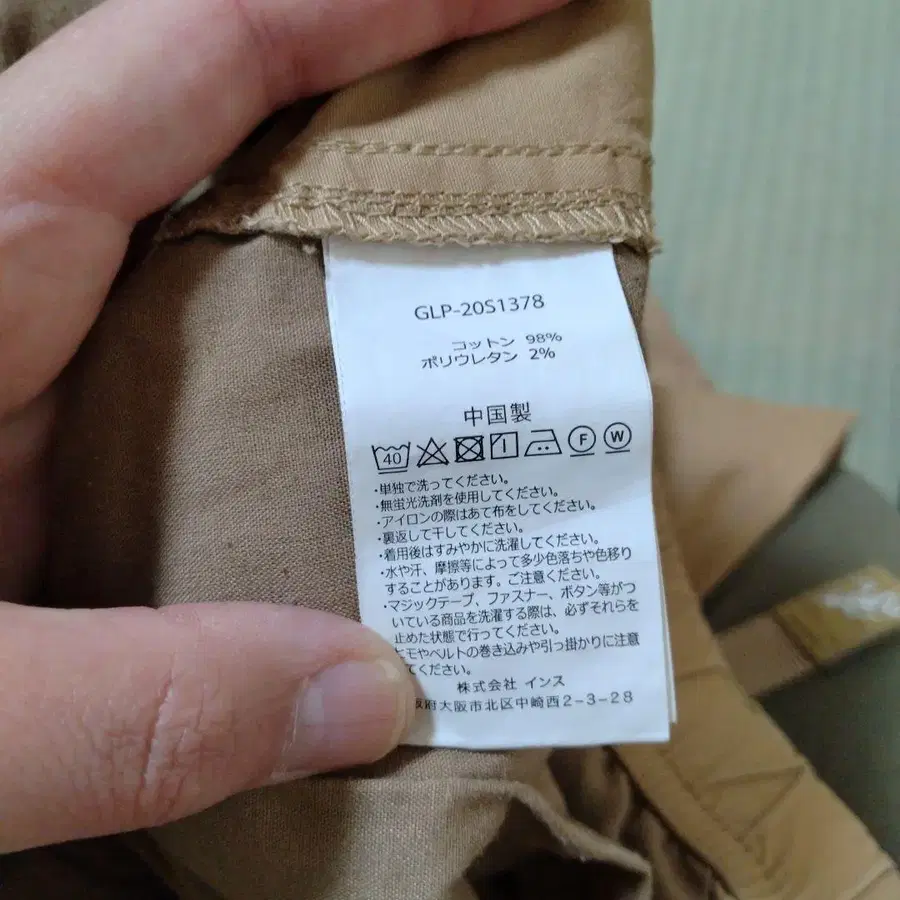 GLP-20S1378
コットン 98%
ポリウレタン 2%
中国製
40 F W
・単独で洗ってください。
・無蛍光洗剤を使用してください。
・アイロンの際はあて布をしてください。
・裏返して干してください。
・着用後はすみやかに洗濯してください。
・水や汗、摩擦等によって多少色落ちや色移り
することがあります。ご注意ください。
・マジックテープ、ファスナー、ボタン等がつ
いている商品を洗濯する際は、必ずそれらを
止めた状態で行ってください。
ヒモやベルトの巻き込みや引っ掛かりに注意
てください。
株式会社 インス
府大阪市北区中崎西2-3-28